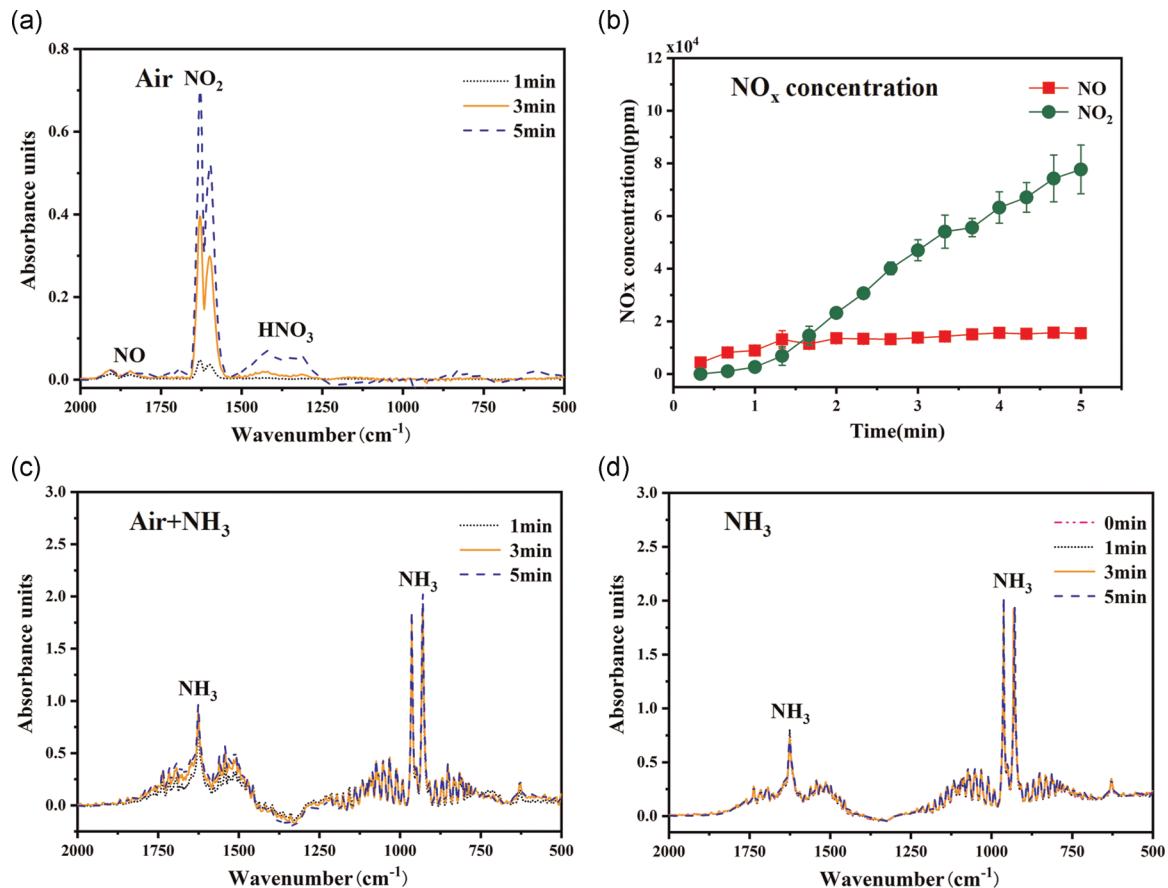 (a)
Air
NO₂
1min
3min
5min
NO
HNO₃
0.8
0.6
0.4
0.2
0.0
Absorbance units
2000 1750 1500 1250 1000 750 500
Wavenumber（cm⁻¹）
(b)
×10⁴
NOₓ concentration
NO
NO₂
12
10
8
6
4
2
0
NOx concentration(ppm)
0 1 2 3 4 5
Time(min)
(c)
Air+NH₃
1min
3min
5min
NH₃
NH₃
3.0
2.5
2.0
1.5
1.0
0.5
0.0
Absorbance units
2000 1750 1500 1250 1000 750 500
Wavenumber（cm⁻¹）
(d)
NH₃
0min
1min
3min
5min
NH₃
NH₃
3.0
2.5
2.0
1.5
1.0
0.5
0.0
Absorbance units
2000 1750 1500 1250 1000 750 500
Wavenumber（cm⁻¹）